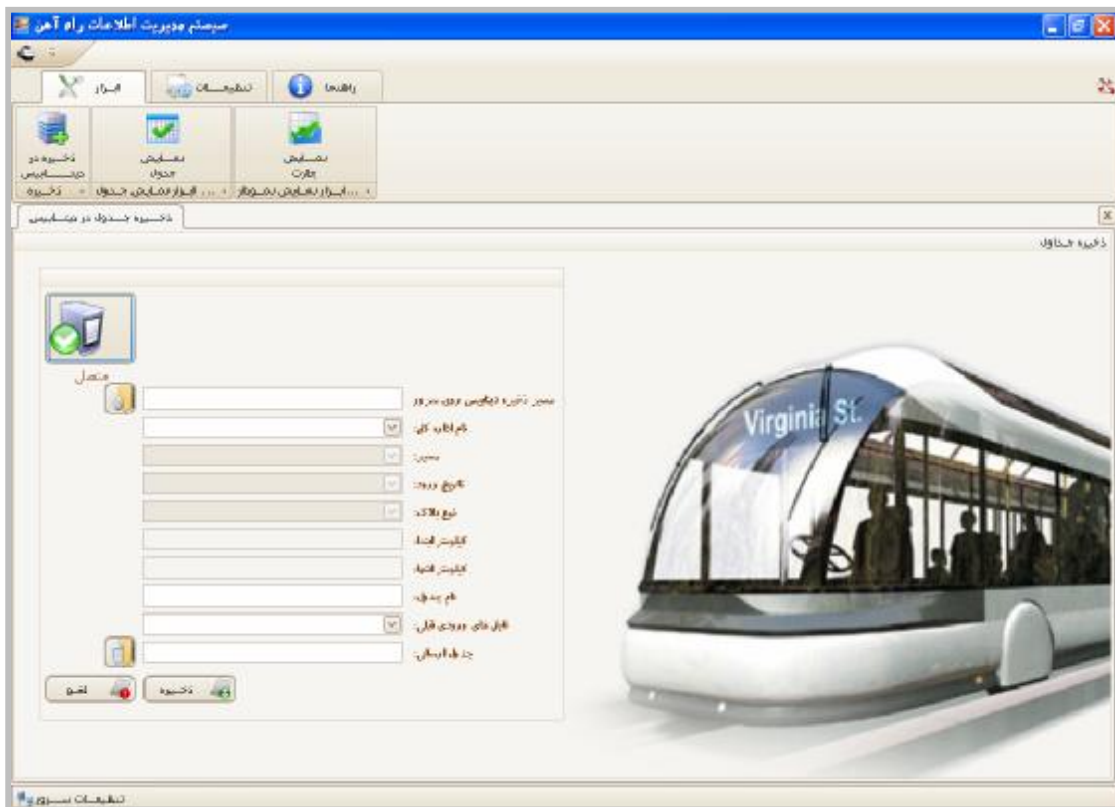 سیستم مدیریت اطلاعات راه آهن
ابزار
تنظیمات
راهنما
ذخیره در
دیتابیس
نمایش
جدول
نمایش
چارت
ذخیره
ابزار نمایش جدول ...
ابزار نمایش نمودار ...
ذخیره جدول در دیتابیس
ذخیره جداول
متصل
مسیر ذخیره دیتابیس روی سرور
نام اداره کل:
مسیر:
تاریخ ورود:
نوع بلاک:
کیلومتر ابتدا:
کیلومتر انتها:
نام جدول:
فایل های ورودی قبلی:
جدول ارسالی:
ذخیره
لغو
Virginia St.
تنظیمات سرور